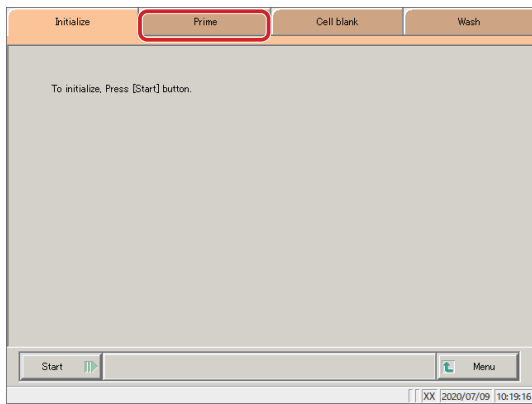 Initialize Prime Cell blank Wash
To initialize, Press [Start] button.
Start Menu
XX 2020/07/09 10:19:16